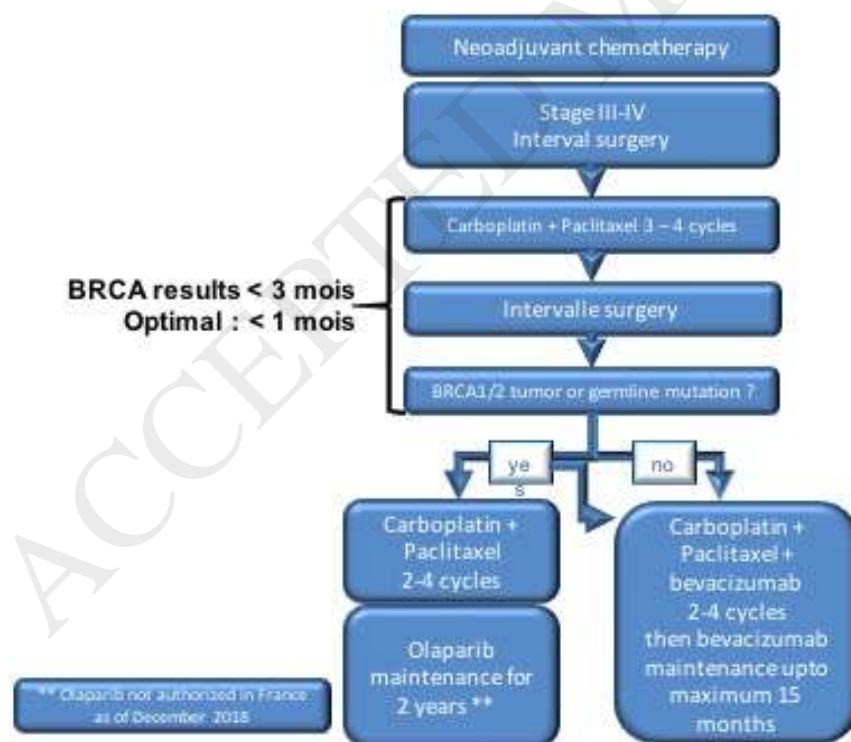 Neoadjuvant chemotherapy
Stage III-IV
Interval surgery
Carboplatin + Paclitaxel 3 – 4 cycles
BRCA results < 3 mois
Optimal : < 1 mois
Intervalle surgery
BRCA1/2 tumor or germline mutation ?
ye
s
no
Carboplatin +
Paclitaxel
2-4 cycles
Olaparib
maintenance for
2 years **
Carboplatin +
Paclitaxel +
bevacizumab
2-4 cycles
then bevacizumab
maintenance upto
maximum 15
months
** Olaparib not authorized in France
as of December 2018
ACCEPTED M